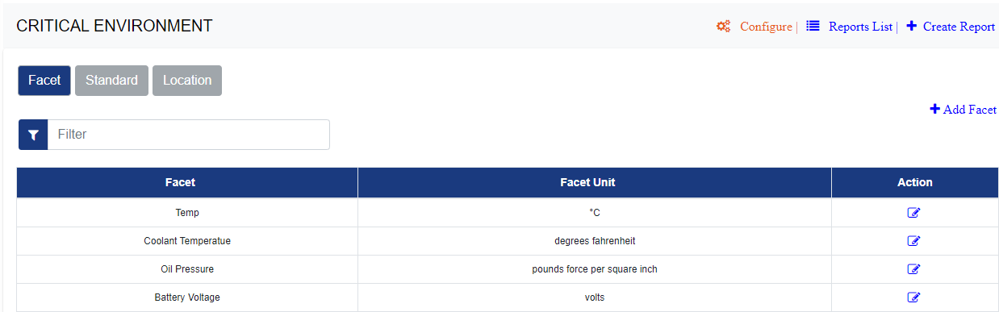 CRITICAL ENVIRONMENT
Configure | Reports List | Create Report
Facet Standard Location
Add Facet
Filter
Facet Facet Unit Action
Temp °C
Coolant Temperatue degrees fahrenheit
Oil Pressure pounds force per square inch
Battery Voltage volts